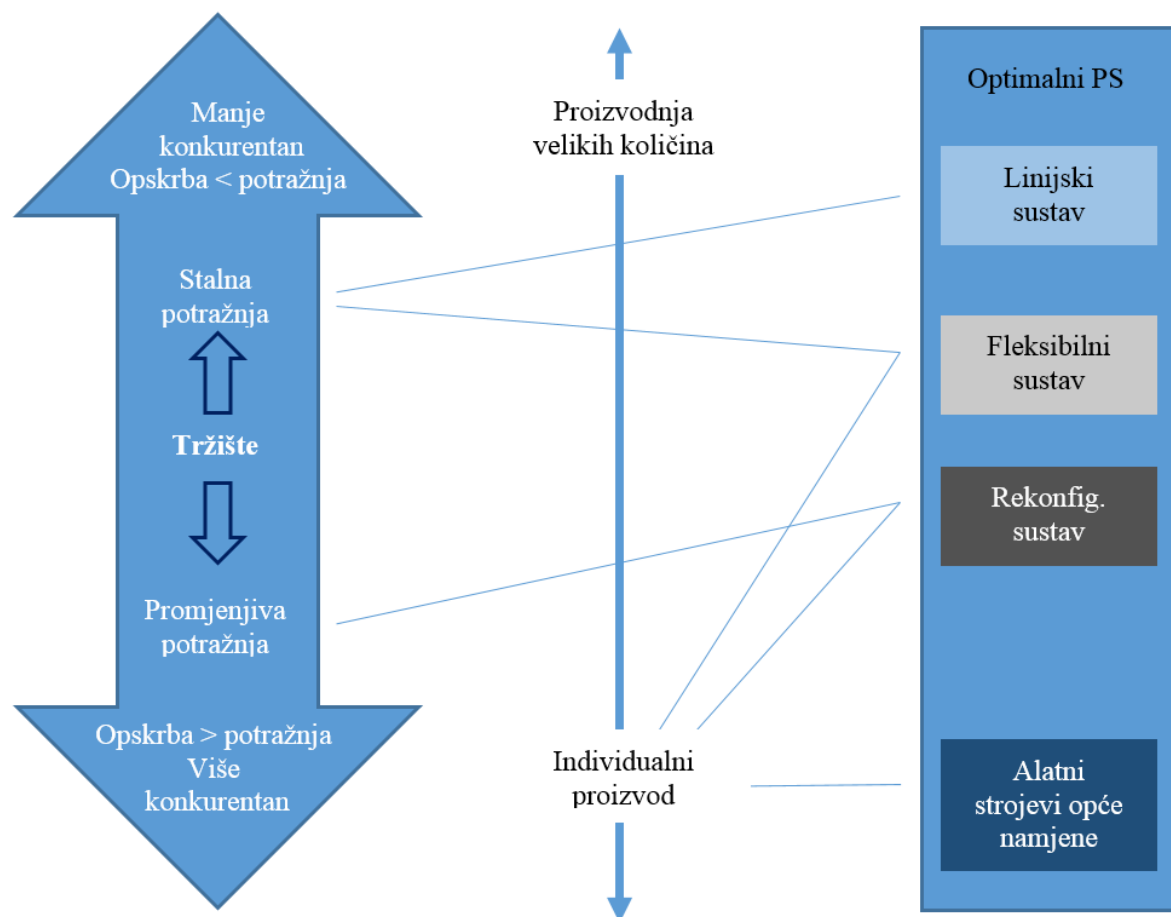 Manje
konkurentan
Opskrba < potražnja
Stalna
potražnja
Tržište
Promjenjiva
potražnja
Opskrba > potražnja
Više
konkurentan
Proizvodnja
velikih količina
Individualni
proizvod
Optimalni PS
Linijski
sustav
Fleksibilni
sustav
Rekonfig.
sustav
Alatni
strojevi opće
namjene